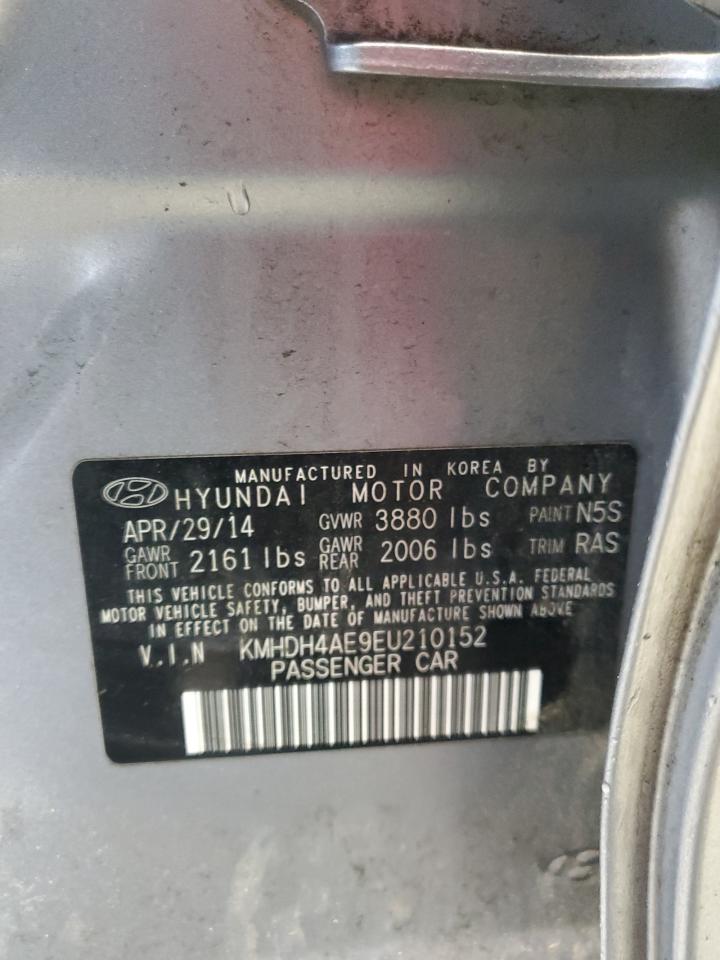 MANUFACTURED IN KOREA BY
HYUNDAI MOTOR COMPANY
APR/29/14 GVWR 3880 lbs PAINT N5S
GAWR FRONT 2161 lbs GAWR REAR 2006 lbs TRIM RAS
THIS VEHICLE CONFORMS TO ALL APPLICABLE U.S.A. FEDERAL
MOTOR VEHICLE SAFETY, BUMPER, AND THEFT PREVENTION STANDARDS
IN EFFECT ON THE DATE OF MANUFACTURE SHOWN ABOVE
V.I.N KMHDH4AE9EU210152
PASSENGER CAR